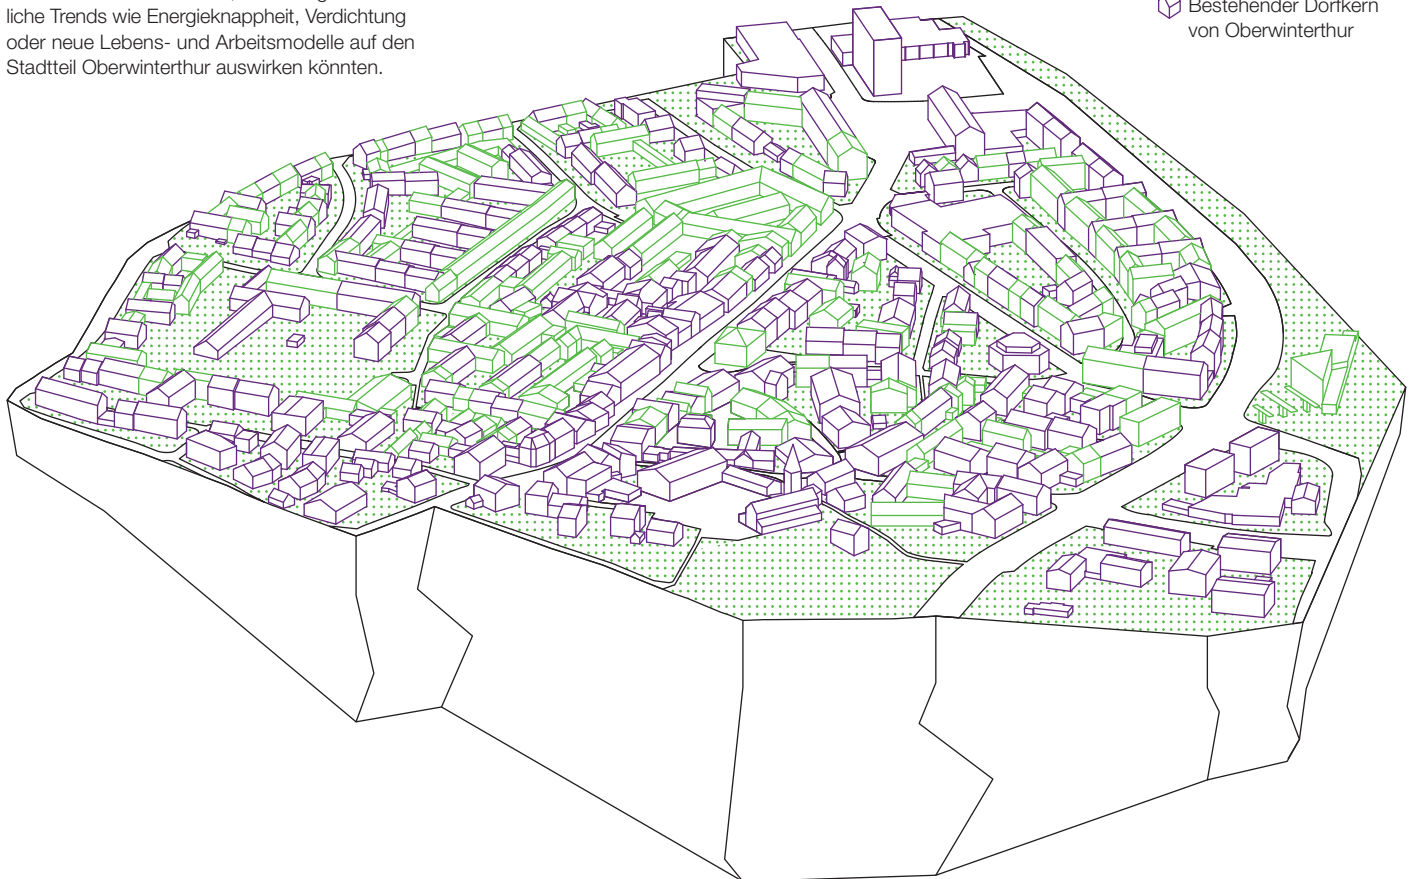 liche Trends wie Energieknappheit, Verdichtung
oder neue Lebens- und Arbeitsmodelle auf den
Stadtteil Oberwinterthur auswirken könnten.
Bestehender Dorfkern
von Oberwinterthur